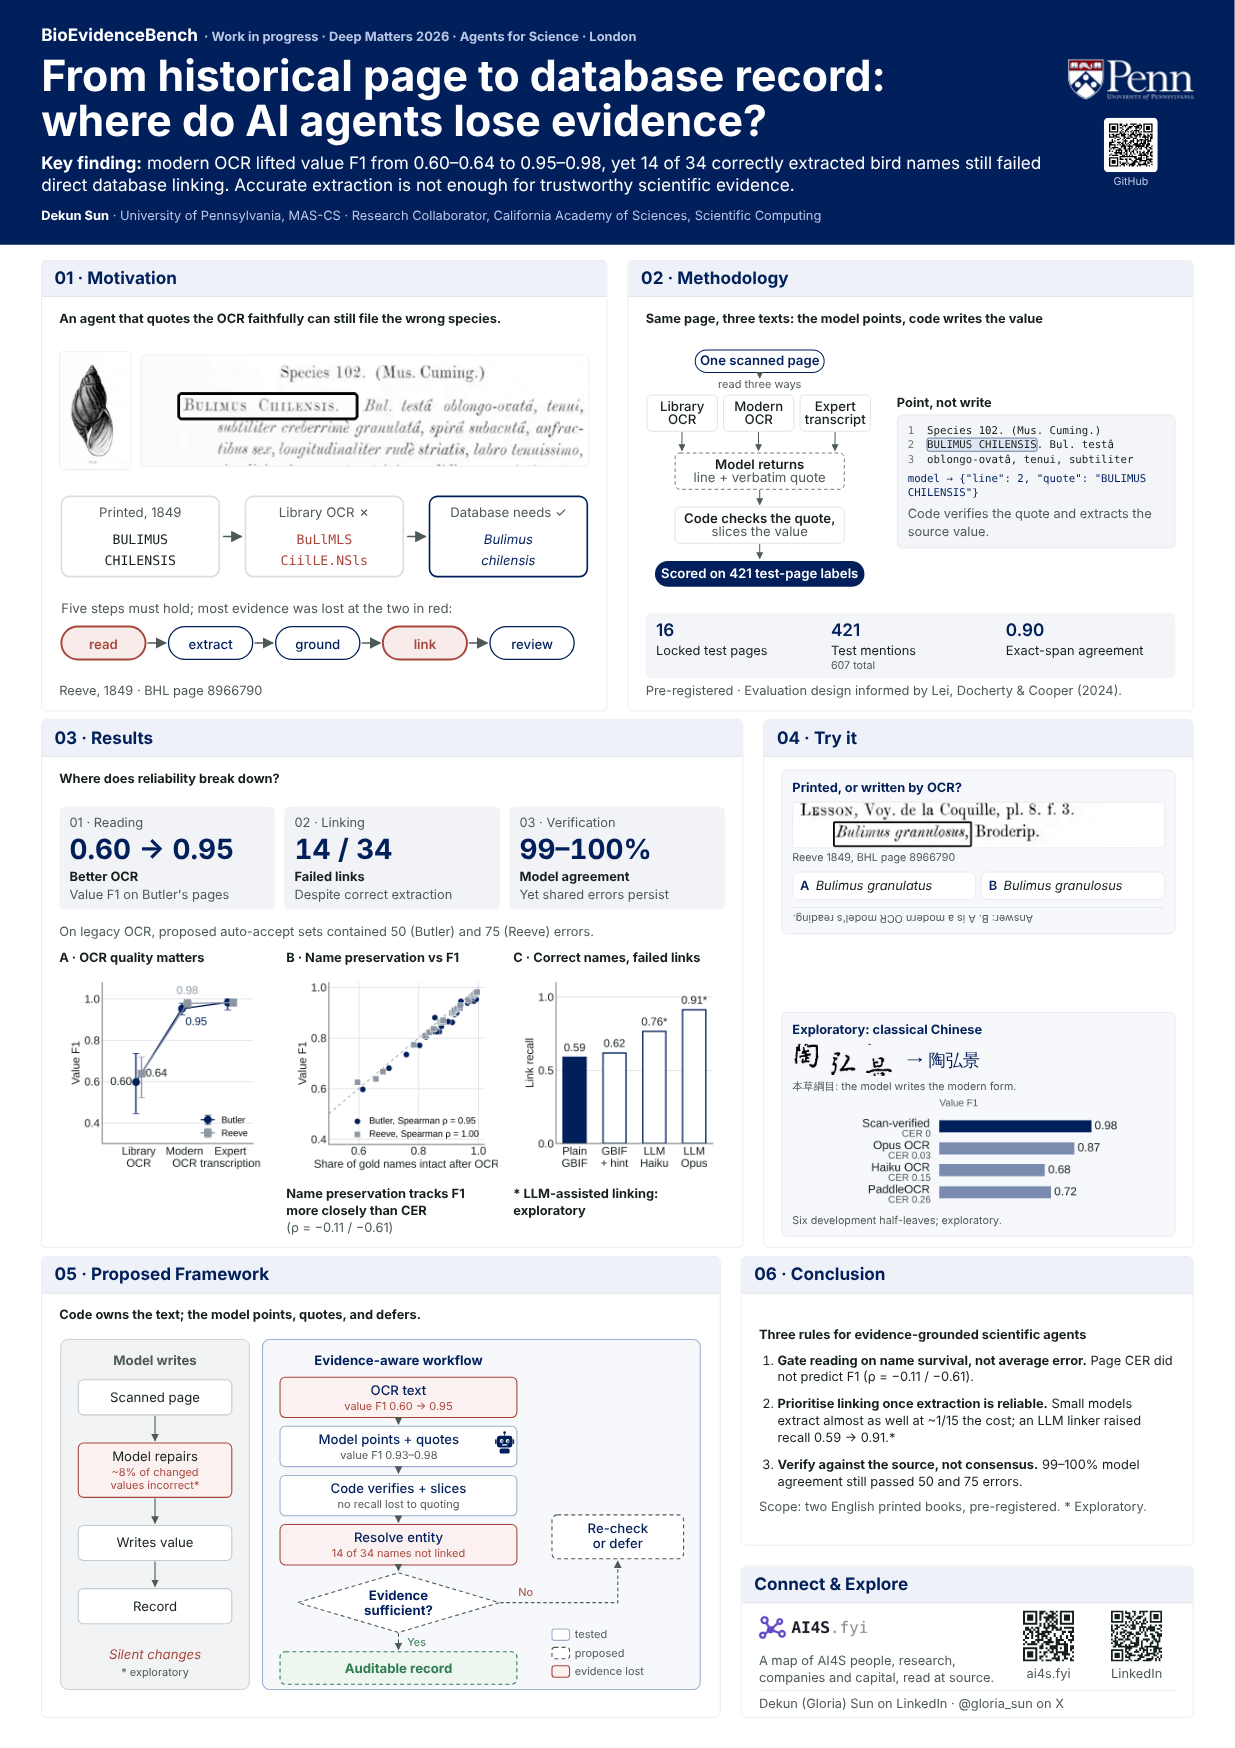 BioEvidenceBench · Work in progress · Deep Matters 2026 · Agents for Science · London
From historical page to database record:
where do AI agents lose evidence?
Key finding: modern OCR lifted value F1 from 0.60–0.64 to 0.95–0.98, yet 14 of 34 correctly extracted bird names still failed
direct database linking. Accurate extraction is not enough for trustworthy scientific evidence.
Dekun Sun · University of Pennsylvania, MAS-CS · Research Collaborator, California Academy of Sciences, Scientific Computing
Penn
UNIVERSITY OF PENNSYLVANIA
GitHub
01 · Motivation
An agent that quotes the OCR faithfully can still file the wrong species.
Species 102. (Mus. Cuming.)
BULIMUS CHILENSIS. Bul. testâ oblongo-ovatâ, tenui,
subtiliter creberrimè granulatâ, spirâ subacutâ, anfrac-
tibus sex, longitudinaliter rudè striatis, labro tenuissimo,
Printed, 1849
BULIMUS
CHILENSIS
Library OCR ×
BuLlMLS
CiilLE.NSls
Database needs ✓
Bulimus
chilensis
Five steps must hold; most evidence was lost at the two in red:
read
extract
ground
link
review
Reeve, 1849 · BHL page 8966790
02 · Methodology
Same page, three texts: the model points, code writes the value
One scanned page
read three ways
Library
OCR
Modern
OCR
Expert
transcript
Model returns
line + verbatim quote
Code checks the quote,
slices the value
Scored on 421 test-page labels
Point, not write
1 Species 102. (Mus. Cuming.)
2 BULIMUS CHILENSIS. Bul. testâ
3 oblongo-ovatâ, tenui, subtiliter
model → {"line": 2, "quote": "BULIMUS
CHILENSIS"}
Code verifies the quote and extracts the
source value.
16
Locked test pages
421
Test mentions
607 total
0.90
Exact-span agreement
Pre-registered · Evaluation design informed by Lei, Docherty & Cooper (2024).
03 · Results
Where does reliability break down?
01 · Reading
0.60 → 0.95
Better OCR
Value F1 on Butler's pages
02 · Linking
14 / 34
Failed links
Despite correct extraction
03 · Verification
99–100%
Model agreement
Yet shared errors persist
On legacy OCR, proposed auto-accept sets contained 50 (Butler) and 75 (Reeve) errors.
A · OCR quality matters
Value F1
1.0
0.8
0.6
0.4
0.98
0.95
0.60
0.64
Butler
Reeve
Library
OCR
Modern
OCR
Expert
transcription
B · Name preservation vs F1
Value F1
1.0
0.8
0.6
0.4
Butler, Spearman ρ = 0.95
Reeve, Spearman ρ = 1.00
0.6 0.8 1.0
Share of gold names intact after OCR
Name preservation tracks F1
more closely than CER
(ρ = −0.11 / −0.61)
C · Correct names, failed links
Link recall
1.0
0.5
0.0
0.59
0.62
0.76*
0.91*
Plain
GBIF
GBIF
+ hint
LLM
Haiku
LLM
Opus
* LLM-assisted linking:
exploratory
04 · Try it
Printed, or written by OCR?
LESSON, Voy. de la Coquille, pl. 8. f. 3.
Bulimus granulosus, Broderip.
Reeve 1849, BHL page 8966790
A Bulimus granulatus
B Bulimus granulosus
Answer: B. A is a modern OCR model's reading.
Exploratory: classical Chinese
陶弘景 → 陶弘景
本草綱目: the model writes the modern form.
Value F1
Scan-verified
CER 0
0.98
Opus OCR
CER 0.03
0.87
Haiku OCR
CER 0.15
0.68
PaddleOCR
CER 0.26
0.72
Six development half-leaves; exploratory.
05 · Proposed Framework
Code owns the text; the model points, quotes, and defers.
Model writes
Scanned page
Model repairs
~8% of changed
values incorrect*
Writes value
Record
Silent changes
* exploratory
Evidence-aware workflow
OCR text
value F1 0.60 → 0.95
Model points + quotes
value F1 0.93–0.98
Code verifies + slices
no recall lost to quoting
Resolve entity
14 of 34 names not linked
Evidence
sufficient?
No
Re-check
or defer
Yes
Auditable record
tested
proposed
evidence lost
06 · Conclusion
Three rules for evidence-grounded scientific agents
1. Gate reading on name survival, not average error. Page CER did
not predict F1 (ρ = −0.11 / −0.61).
2. Prioritise linking once extraction is reliable. Small models
extract almost as well at ~1/15 the cost; an LLM linker raised
recall 0.59 → 0.91.*
3. Verify against the source, not consensus. 99–100% model
agreement still passed 50 and 75 errors.
Scope: two English printed books, pre-registered. * Exploratory.
Connect & Explore
AI4S.fyi
A map of AI4S people, research,
companies and capital, read at source.
ai4s.fyi
LinkedIn
Dekun (Gloria) Sun on LinkedIn · @gloria_sun on X